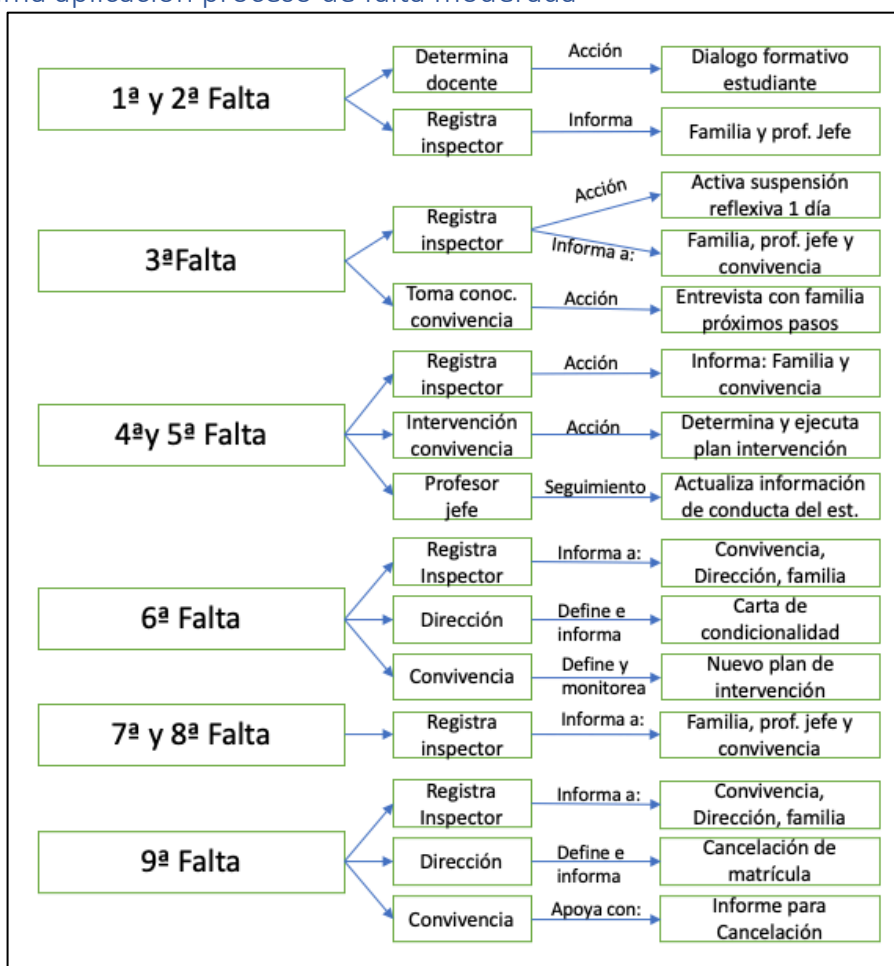 aplicación proceso de falta moderada
1ª y 2ª Falta
Determina
docente
Acción
Dialogo formativo
estudiante
Registra
inspector
Informa
Familia y prof. Jefe
3ªFalta
Registra
inspector
Acción
Activa suspensión
reflexiva 1 día
Informa a:
Familia, prof. jefe y
convivencia
Toma conoc.
convivencia
Acción
Entrevista con familia
próximos pasos
4ªy 5ª Falta
Registra
inspector
Acción
Informa: Familia y
convivencia
Intervención
convivencia
Acción
Determina y ejecuta
plan intervención
Profesor
jefe
Seguimiento
Actualiza información
de conducta del est.
6ª Falta
Registra
Inspector
Informa a:
Convivencia,
Dirección, familia
Dirección
Define e
informa
Carta de
condicionalidad
Convivencia
Define y
monitorea
Nuevo plan de
intervención
7ª y 8ª Falta
Registra
inspector
Informa a:
Familia, prof. jefe y
convivencia
9ª Falta
Registra
Inspector
Informa a:
Convivencia,
Dirección, familia
Dirección
Define e
informa
Cancelación de
matrícula
Convivencia
Apoya con:
Informe para
Cancelación